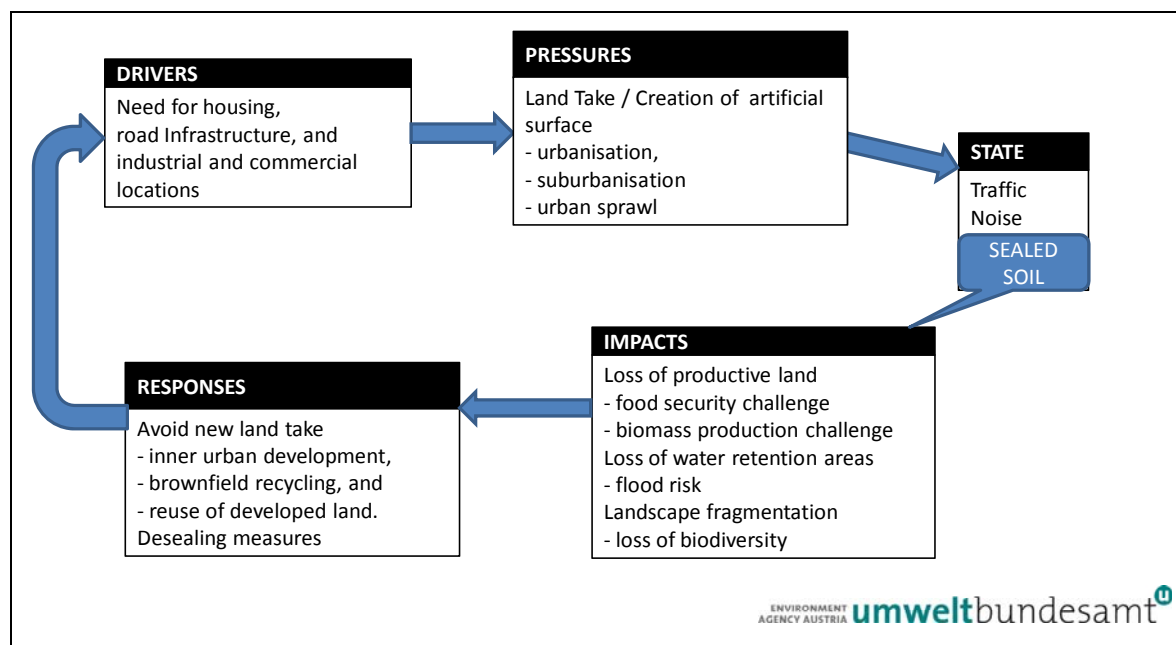 DRIVERS
Need for housing,
road Infrastructure, and
industrial and commercial
locations
PRESSURES
Land Take / Creation of artificial
surface
- urbanisation,
- suburbanisation
- urban sprawl
STATE
Traffic
Noise
SEALED
SOIL
IMPACTS
Loss of productive land
- food security challenge
- biomass production challenge
Loss of water retention areas
- flood risk
Landscape fragmentation
- loss of biodiversity
RESPONSES
Avoid new land take
- inner urban development,
- brownfield recycling, and
- reuse of developed land.
Desealing measures
ENVIRONMENT
AGENCY AUSTRIA umweltbundesamt u